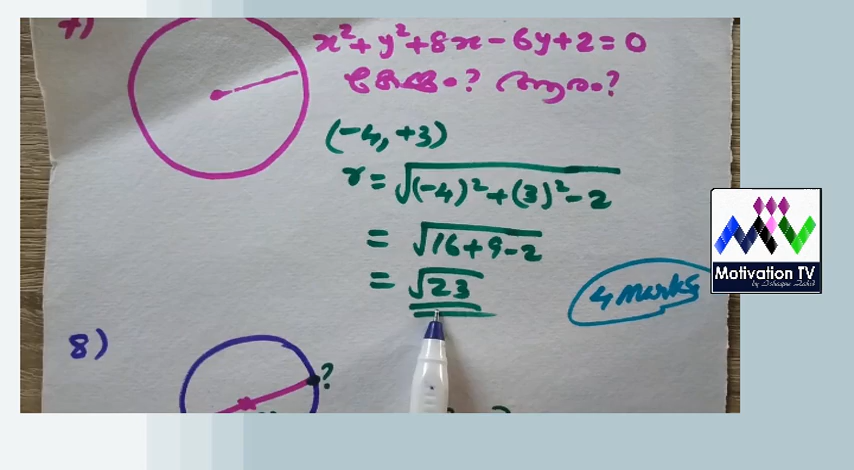 7)
x²+y²+8x-6y+2=0
കേന്ദ്രം? ആരം?
(-4, +3)
r = √(-4)²+(3)²-2
= √16+9-2
= √23
4 marks
8)
?
Motivation TV